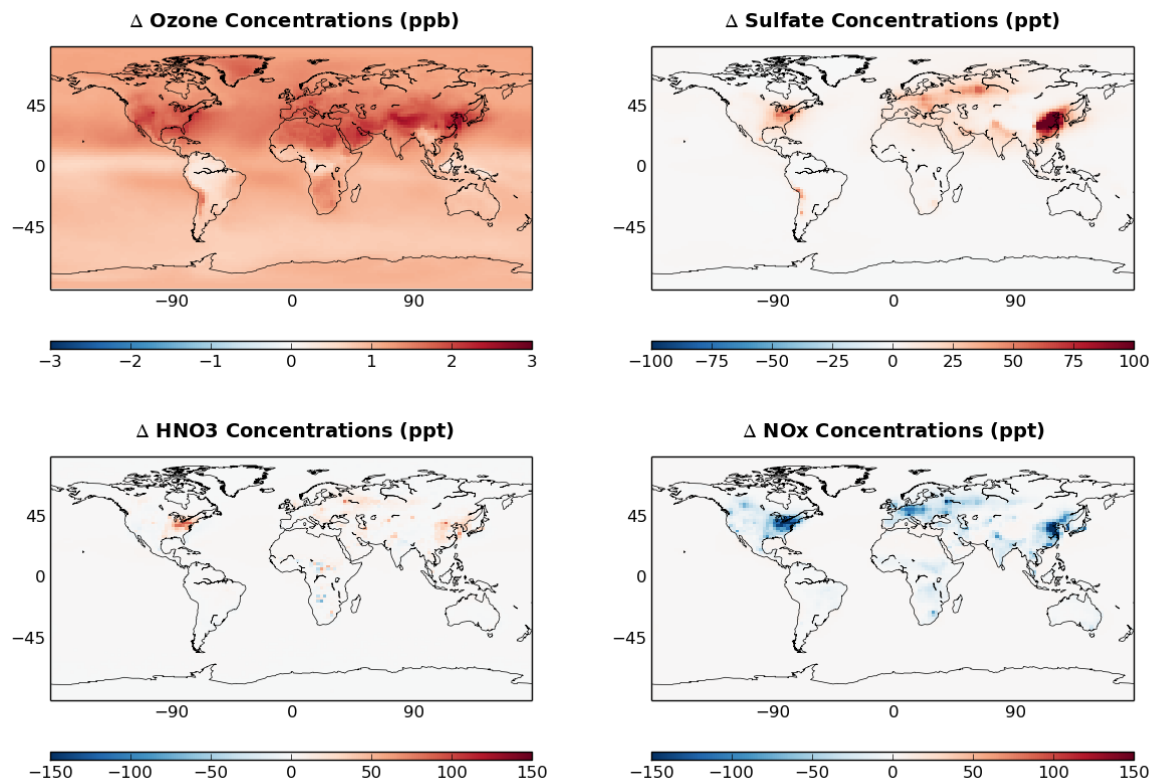 Δ Ozone Concentrations (ppb)
45
0
−45
−90 0 90
−3 −2 −1 0 1 2 3
Δ Sulfate Concentrations (ppt)
45
0
−45
−90 0 90
−100 −75 −50 −25 0 25 50 75 100
Δ HNO3 Concentrations (ppt)
45
0
−45
−90 0 90
−150 −100 −50 0 50 100 150
Δ NOx Concentrations (ppt)
45
0
−45
−90 0 90
−150 −100 −50 0 50 100 150